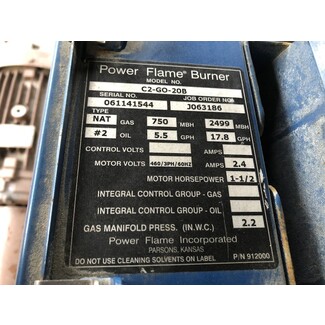 Power Flame® Burner
MODEL NO.
C2-GO-20B
SERIAL NO. JOB ORDER NO.
061141544 J063186
TYPE
NAT GAS 750 MBH 2499 MBH
#2 OIL 5.5 GPH 17.8 GPH
CONTROL VOLTS AMPS
MOTOR VOLTS 460/3PH/60HZ AMPS 2.4
MOTOR HORSEPOWER 1-1/2
INTEGRAL CONTROL GROUP - GAS
INTEGRAL CONTROL GROUP - OIL
GAS MANIFOLD PRESS. (IN.W.C.) 2.2
Power Flame Incorporated
PARSONS, KANSAS
DO NOT USE CLEANING SOLVENTS ON LABEL P/N 912000